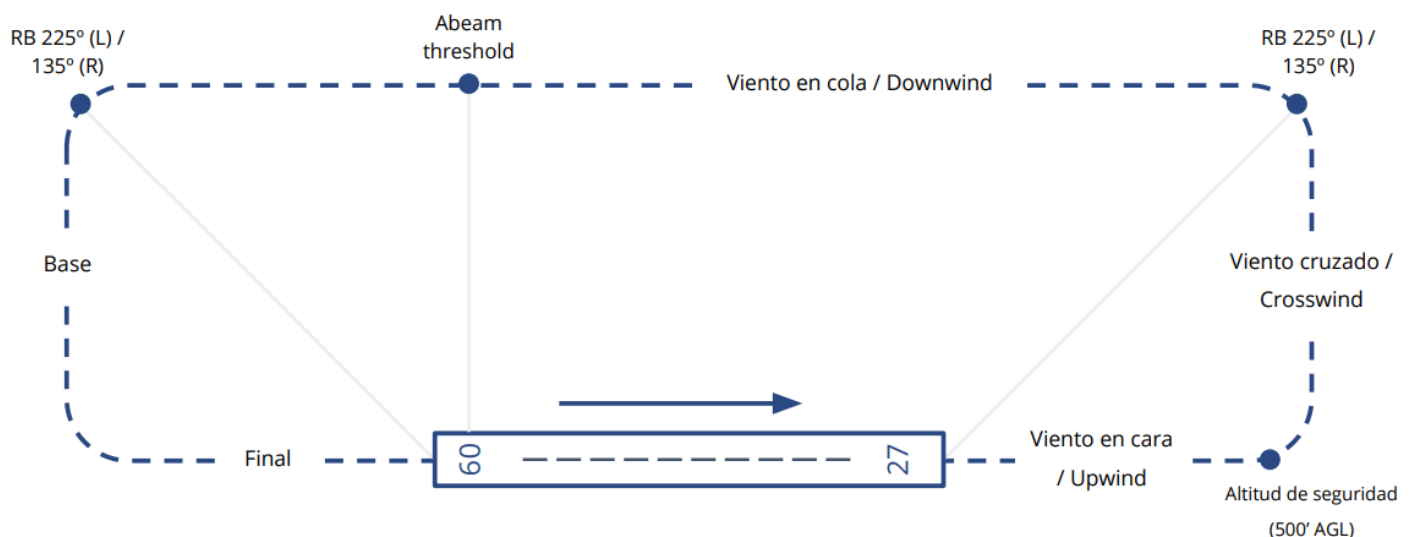 RB 225º (L) /
135º (R)
Abeam
threshold
RB 225º (L) /
135º (R)
Viento en cola / Downwind
Base
Viento cruzado /
Crosswind
Final
09
27
Viento en cara
/ Upwind
Altitud de seguridad
(500’ AGL)